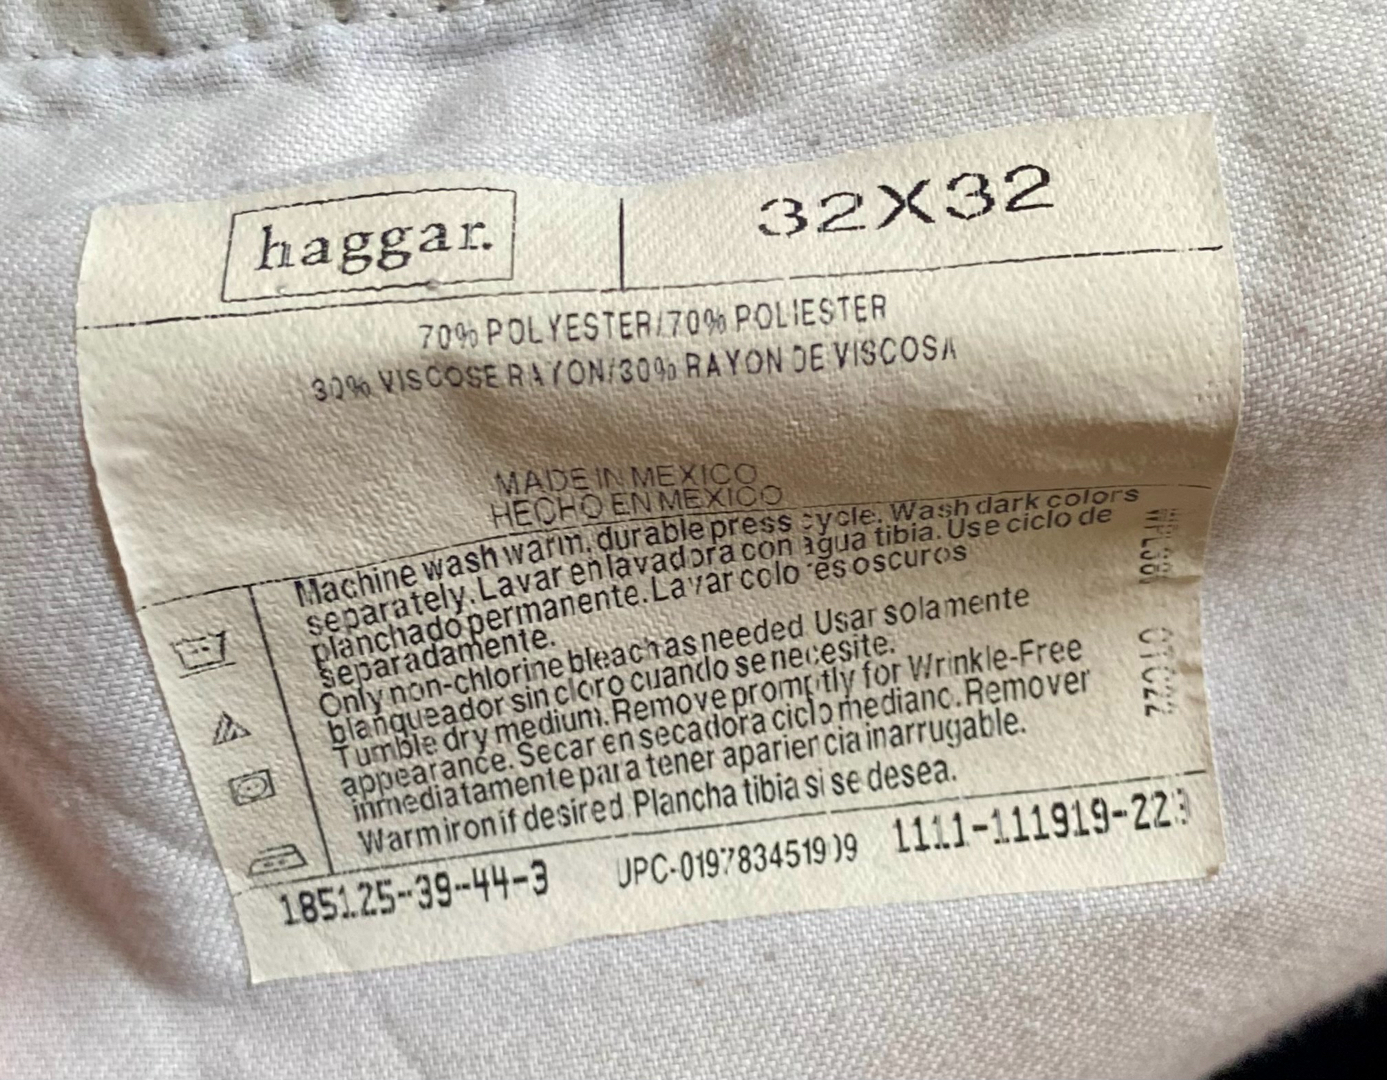 haggar.
32X32
70% POLYESTER/70% POLIESTER
30% VISCOSE RAYON/30% RAYON DE VISCOSA
MADE IN MEXICO
HECHO EN MEXICO
Machine wash warm, durable press cycle. Wash dark colors
separately. Lavar en lavadora con agua tibia. Use ciclo de
planchado permanente. Lavar colores oscuros
separadamente.
Only non-chlorine bleach as needed Usar solamente
blanqueador sin cloro cuando se necesite.
Tumble dry medium. Remove promptly for Wrinkle-Free
appearance. Secar en secadora ciclo mediano. Remover
inmediatamente para tener apariencia inarrugable.
Warm iron if desired. Plancha tibia si se desea.
185125-39-44-3